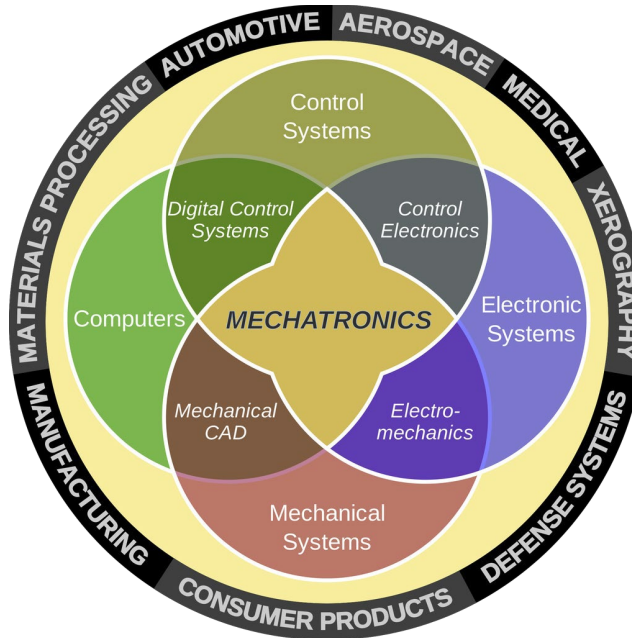 AUTOMOTIVE
AEROSPACE
MEDICAL
XEROGRAPHY
DEFENSE SYSTEMS
CONSUMER PRODUCTS
MANUFACTURING
MATERIALS PROCESSING
Control
Systems
Digital Control
Systems
Control
Electronics
Computers
MECHATRONICS
Electronic
Systems
Mechanical
CAD
Electro-
mechanics
Mechanical
Systems